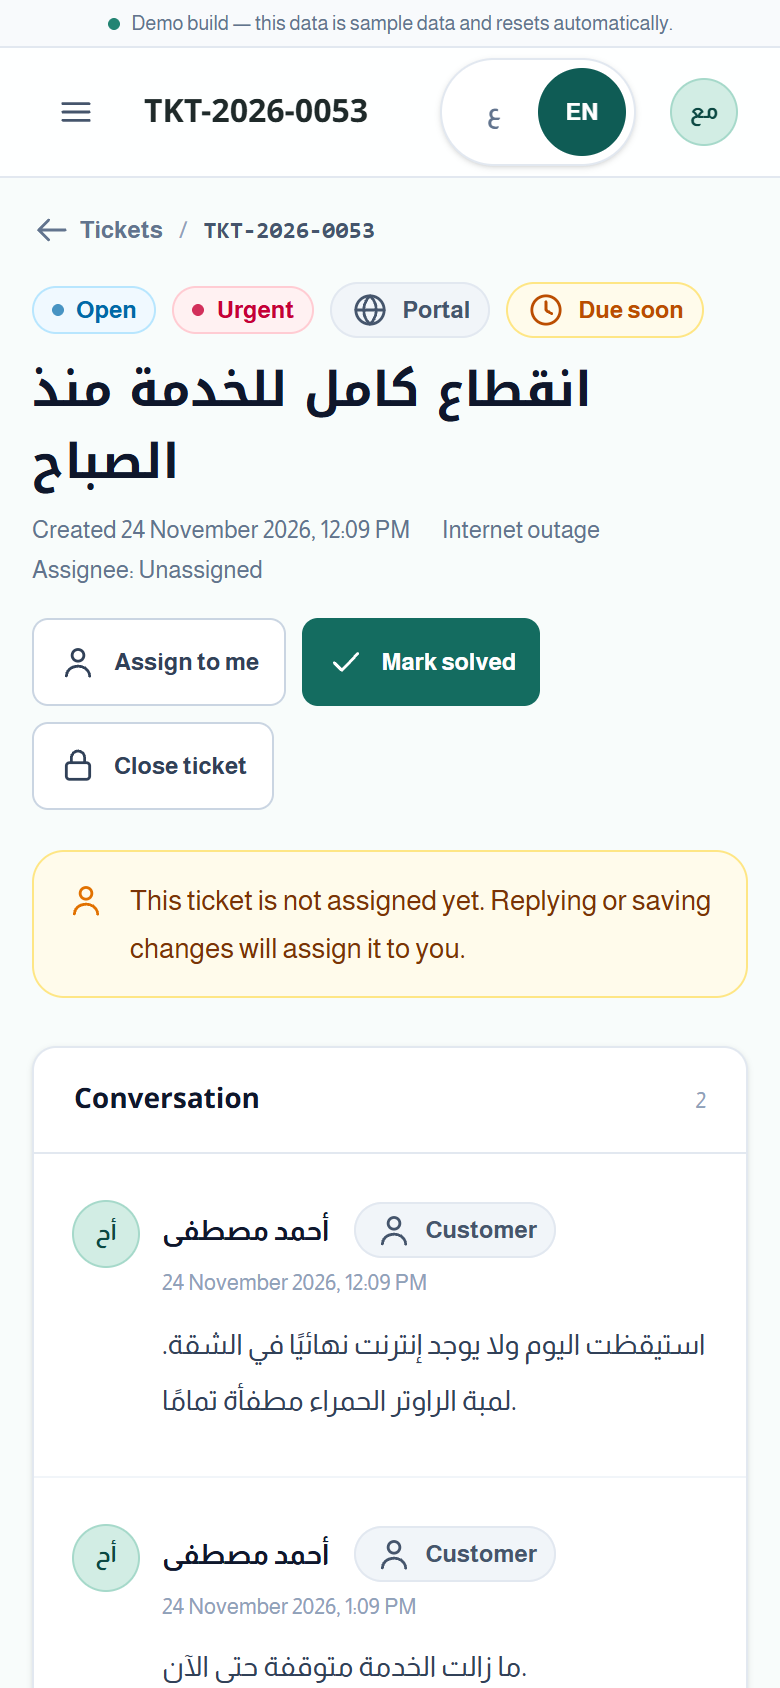 Demo build — this data is sample data and resets automatically.
TKT-2026-0053
ع
EN
مع
Tickets / TKT-2026-0053
Open
Urgent
Portal
Due soon
انقطاع كامل للخدمة منذ
الصباح
Created 24 November 2026, 12:09 PM Internet outage
Assignee: Unassigned
Assign to me
Mark solved
Close ticket
This ticket is not assigned yet. Replying or saving
changes will assign it to you.
Conversation
2
أح
أحمد مصطفى
Customer
24 November 2026, 12:09 PM
استيقظت اليوم ولا يوجد إنترنت نهائيًا في الشقة.
لمبة الراوتر الحمراء مطفأة تمامًا.
أح
أحمد مصطفى
Customer
24 November 2026, 1:09 PM
ما زالت الخدمة متوقفة حتى الآن.